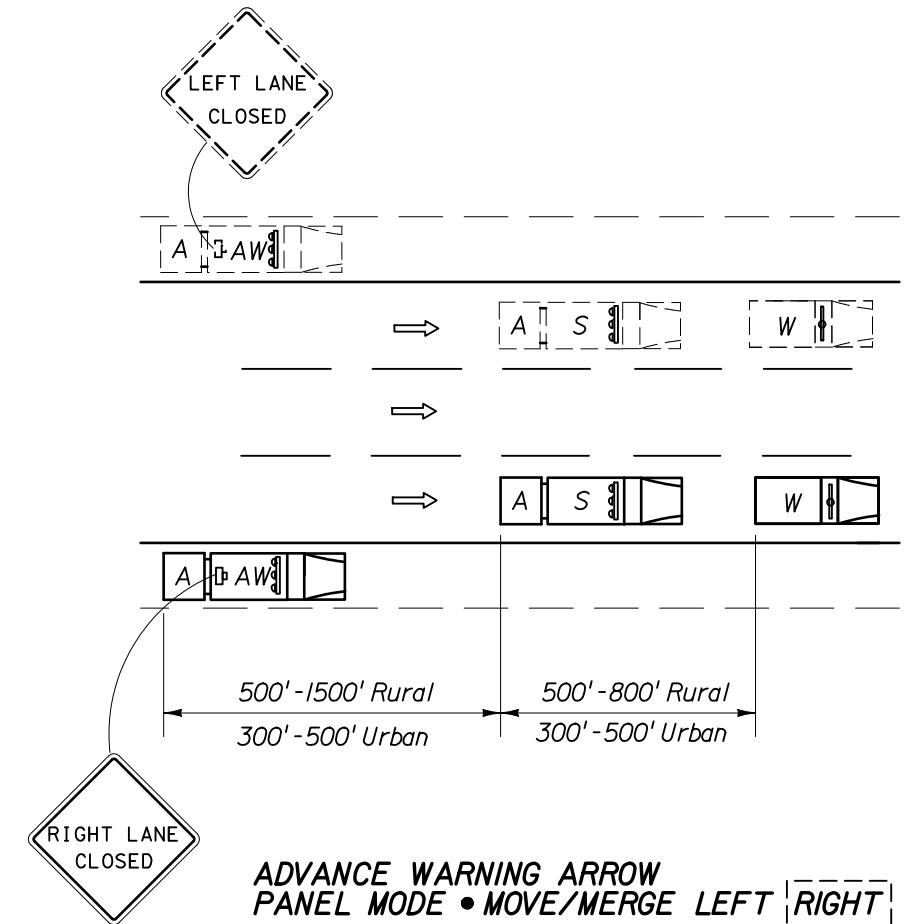 LEFT LANE
CLOSED
A AW
A S W
A S W
A AW
500'-1500' Rural 500'-800' Rural
300'-500' Urban 300'-500' Urban
RIGHT LANE
CLOSED
ADVANCE WARNING ARROW
PANEL MODE • MOVE/MERGE LEFT RIGHT